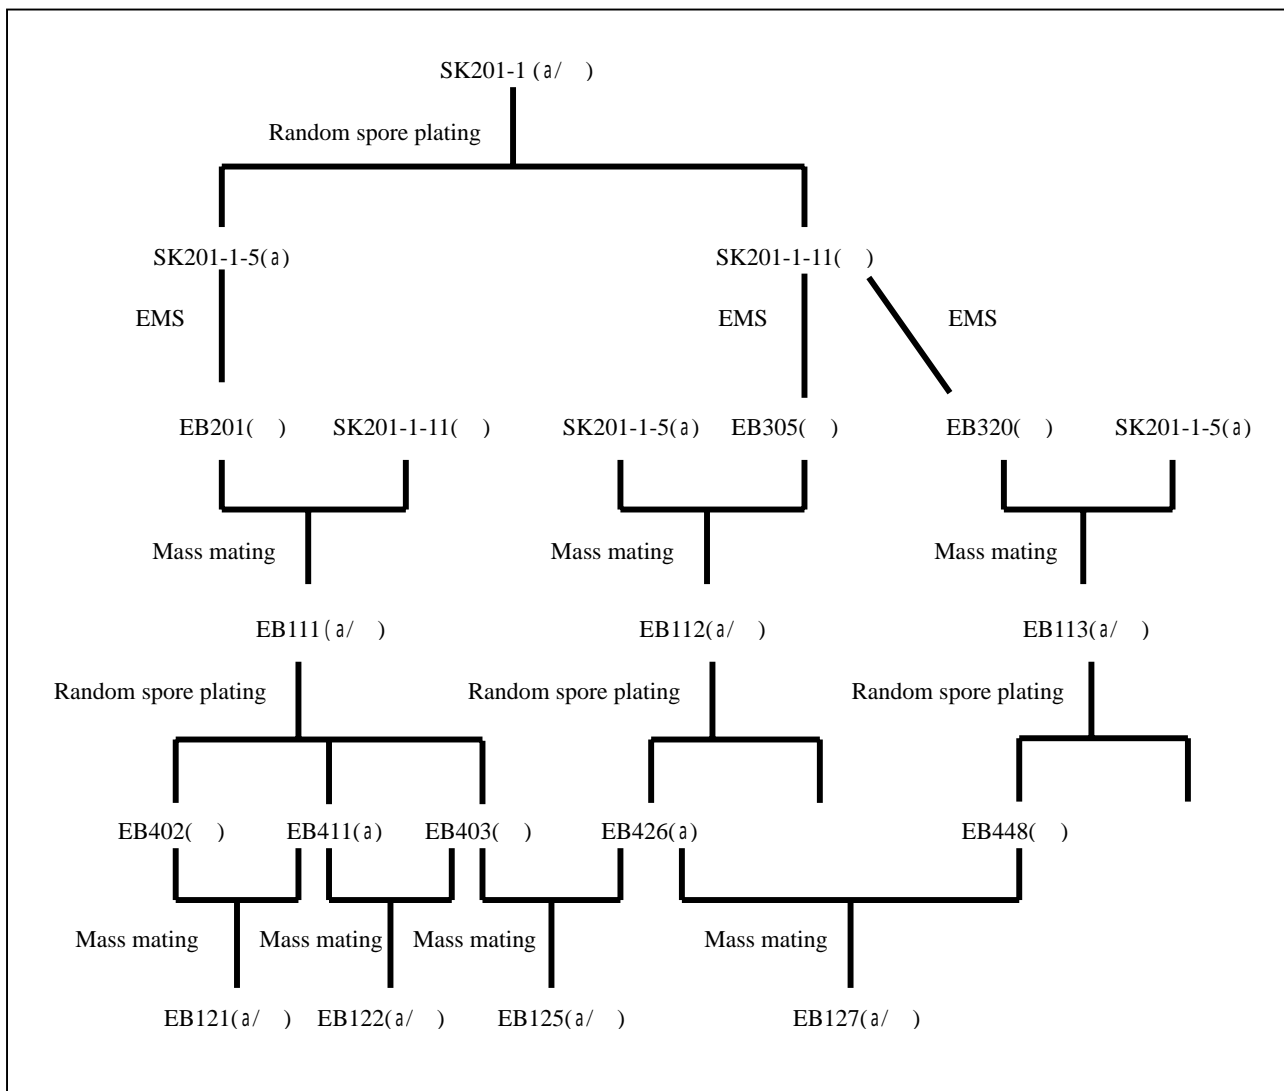 SK201-1 (a/ )
Random spore plating
SK201-1-5(a) SK201-1-11( )
EMS EMS EMS
EB201( ) SK201-1-11( ) SK201-1-5(a) EB305( ) EB320( ) SK201-1-5(a)
Mass mating Mass mating Mass mating
EB111(a/ ) EB112(a/ ) EB113(a/ )
Random spore plating Random spore plating Random spore plating
EB402( ) EB411(a) EB403( ) EB426(a) EB448( )
Mass mating Mass mating Mass mating Mass mating
EB121(a/ ) EB122(a/ ) EB125(a/ ) EB127(a/ )